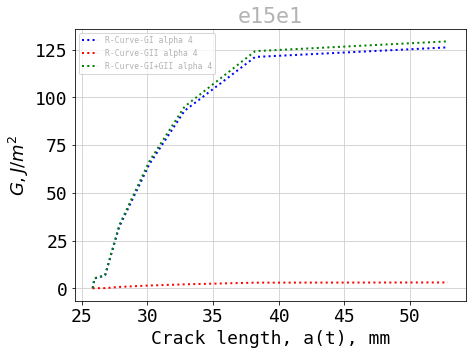 e15e1
R-Curve-GI alpha 4
R-Curve-GII alpha 4
R-Curve-GI+GII alpha 4
G, J/m²
125
100
75
50
25
0
25 30 35 40 45 50
Crack length, a(t), mm